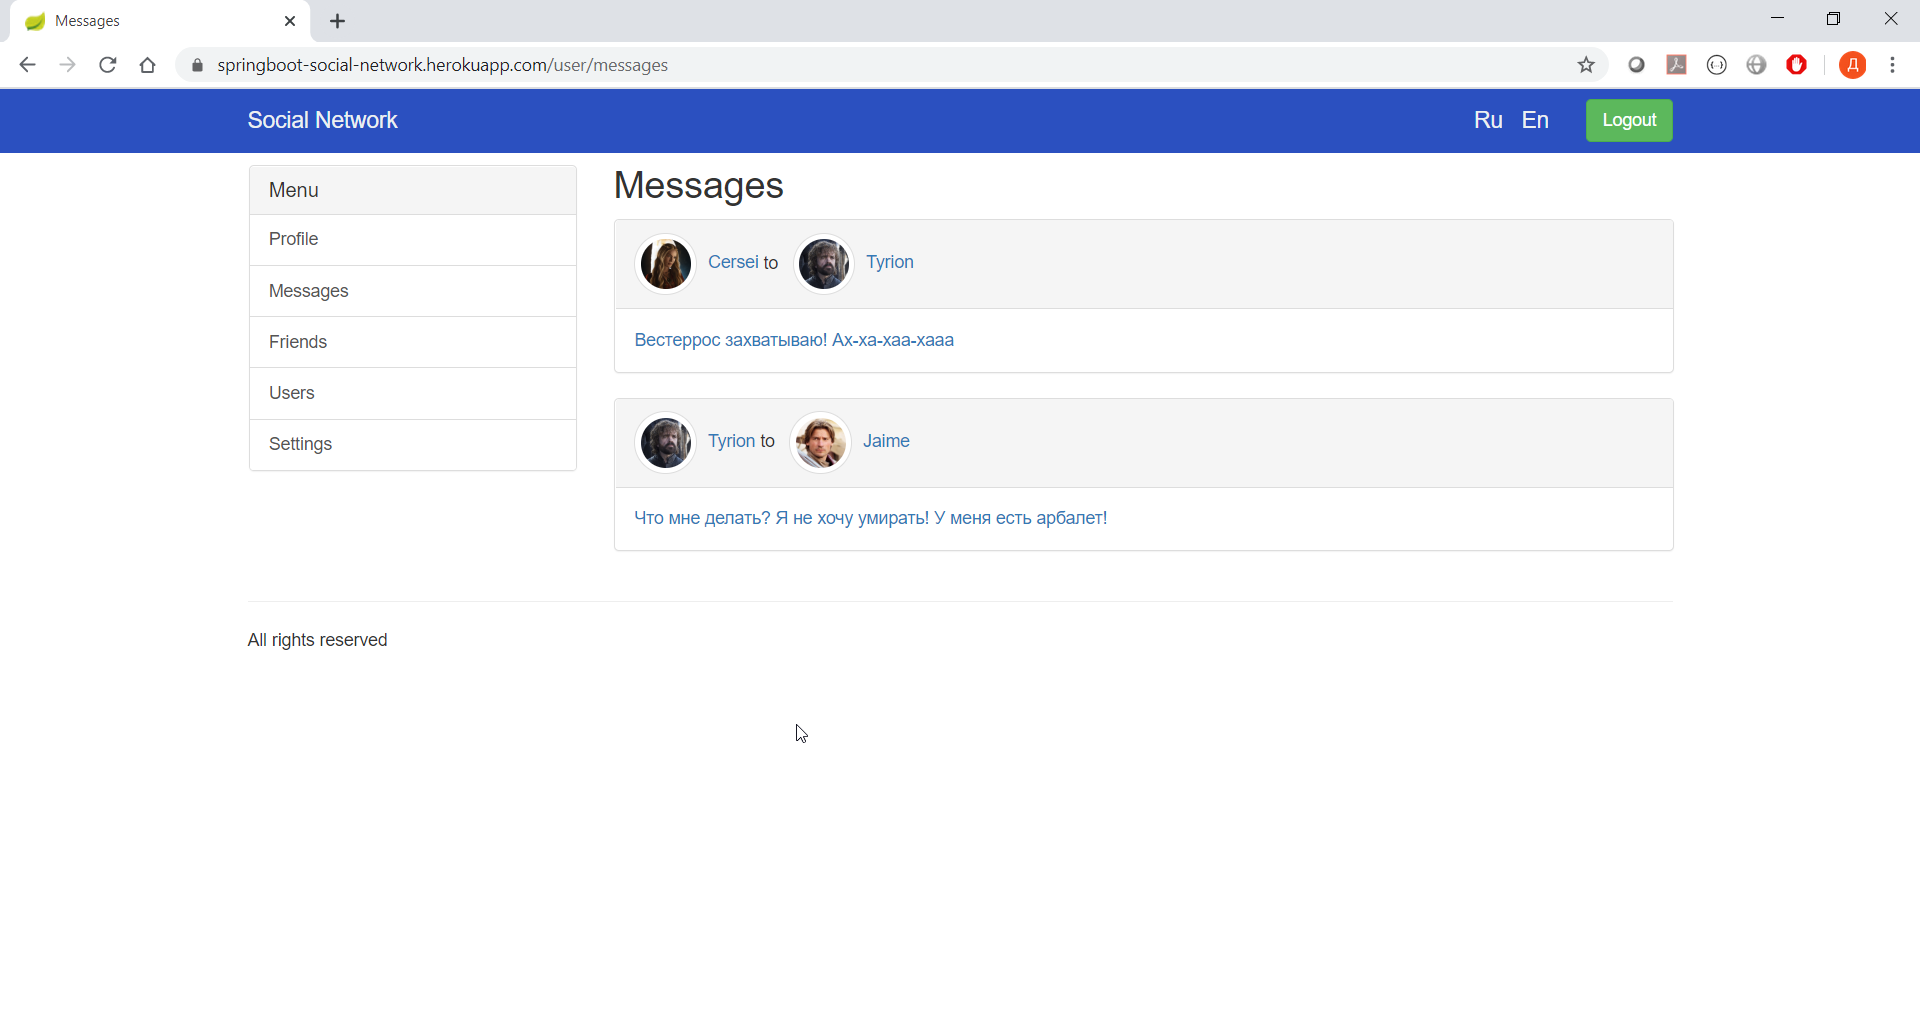 Messages
springboot-social-network.herokuapp.com/user/messages
Д
Social Network
Ru En Logout
Menu
Profile
Messages
Friends
Users
Settings
Messages
Cersei to Tyrion
Вестеррос захватываю! Ах-ха-хаа-хааа
Tyrion to Jaime
Что мне делать? Я не хочу умирать! У меня есть арбалет!
All rights reserved